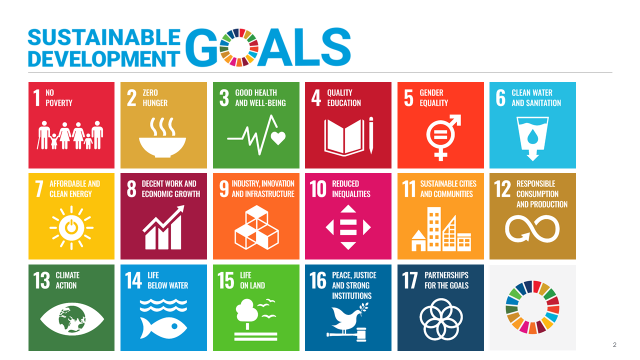 SUSTAINABLE
DEVELOPMENT
GOALS
1 NO
POVERTY
2 ZERO
HUNGER
3 GOOD HEALTH
AND WELL-BEING
4 QUALITY
EDUCATION
5 GENDER
EQUALITY
6 CLEAN WATER
AND SANITATION
7 AFFORDABLE AND
CLEAN ENERGY
8 DECENT WORK AND
ECONOMIC GROWTH
9 INDUSTRY, INNOVATION
AND INFRASTRUCTURE
10 REDUCED
INEQUALITIES
11 SUSTAINABLE CITIES
AND COMMUNITIES
12 RESPONSIBLE
CONSUMPTION
AND PRODUCTION
13 CLIMATE
ACTION
14 LIFE
BELOW WATER
15 LIFE
ON LAND
16 PEACE, JUSTICE
AND STRONG
INSTITUTIONS
17 PARTNERSHIPS
FOR THE GOALS
2